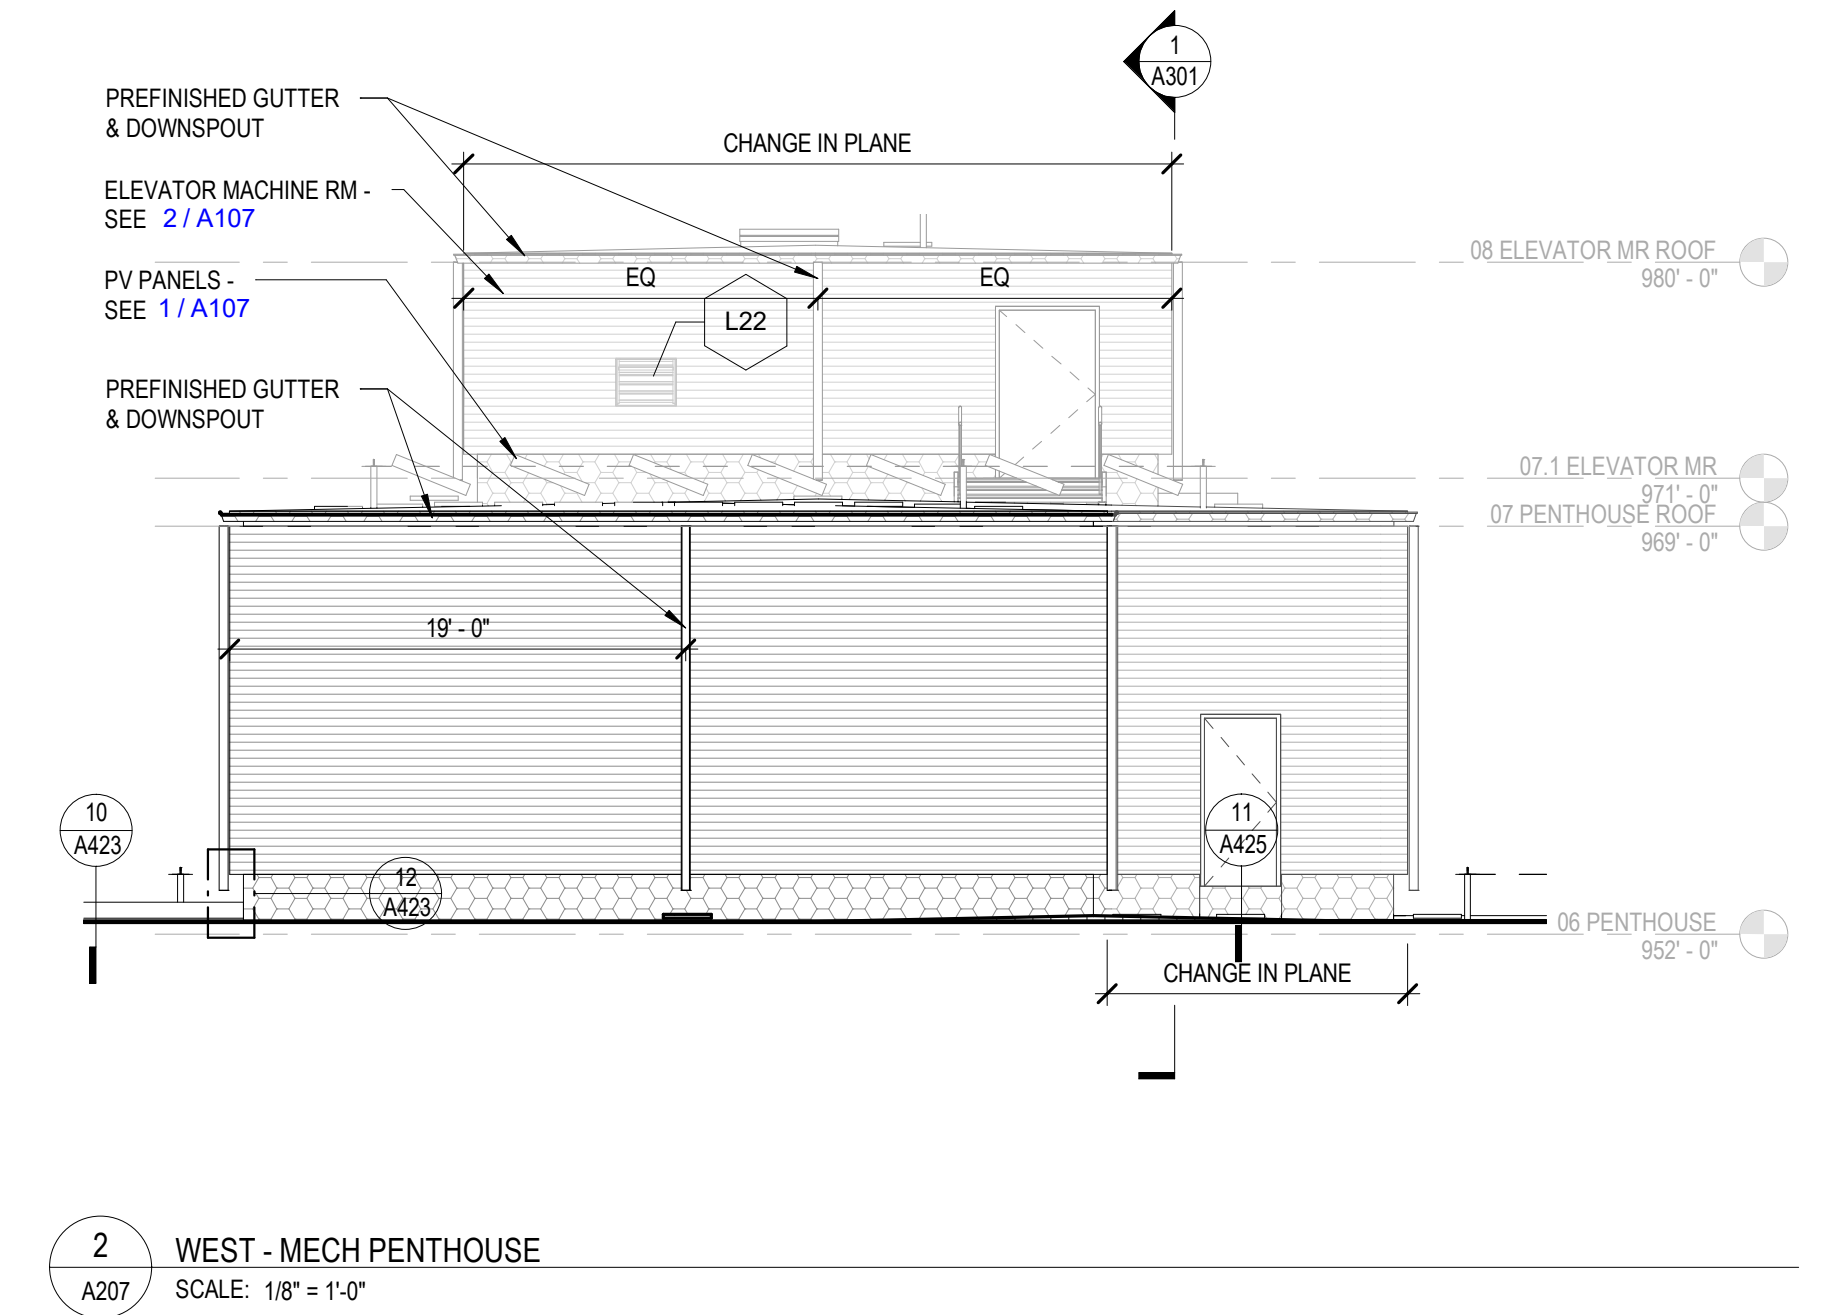 1
A301
PREFINISHED GUTTER
& DOWNSPOUT
CHANGE IN PLANE
ELEVATOR MACHINE RM -
SEE 2 / A107
08 ELEVATOR MR ROOF
980' - 0"
PV PANELS -
SEE 1 / A107
EQ
EQ
L22
PREFINISHED GUTTER
& DOWNSPOUT
07.1 ELEVATOR MR
971' - 0"
07 PENTHOUSE ROOF
969' - 0"
19' - 0"
10
A423
11
A425
12
A423
06 PENTHOUSE
952' - 0"
CHANGE IN PLANE
2
A207
WEST - MECH PENTHOUSE
SCALE: 1/8" = 1'-0"